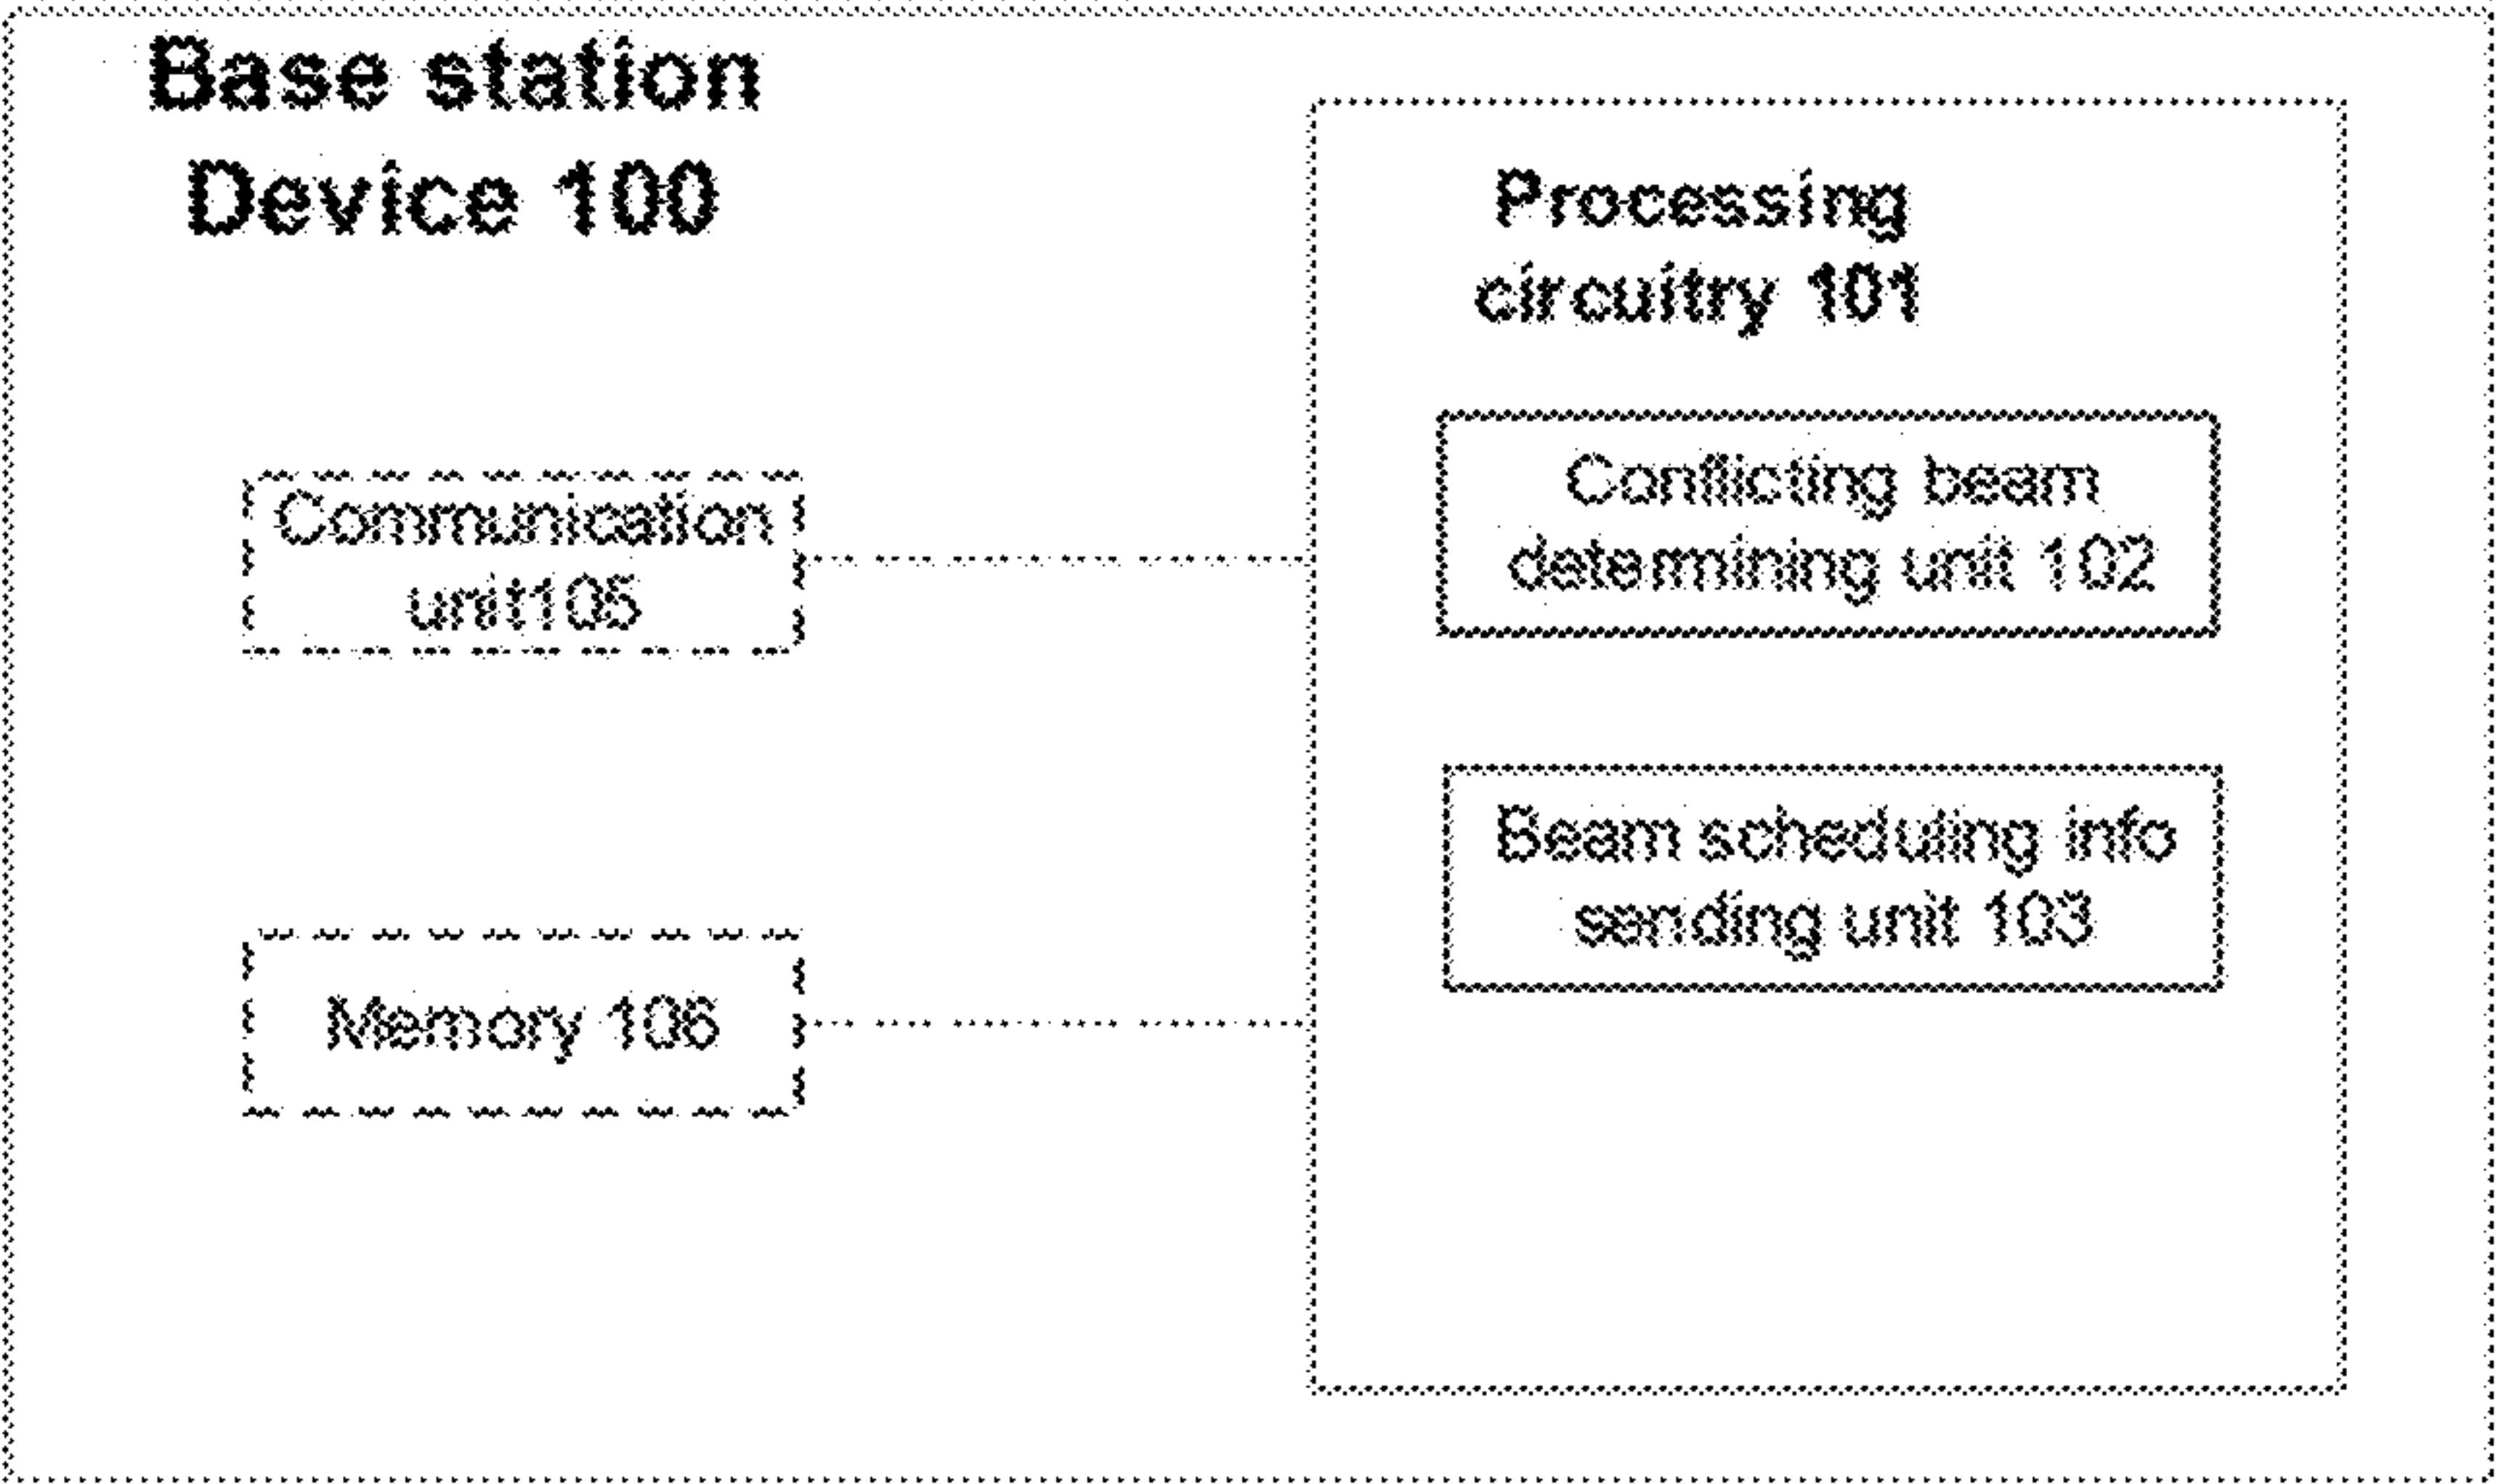 Base station
Device 100
Processing
circuitry 101
Communication
unit105
Conflicting beam
determining unit 102
Beam scheduling info
sending unit 103
Memory 106